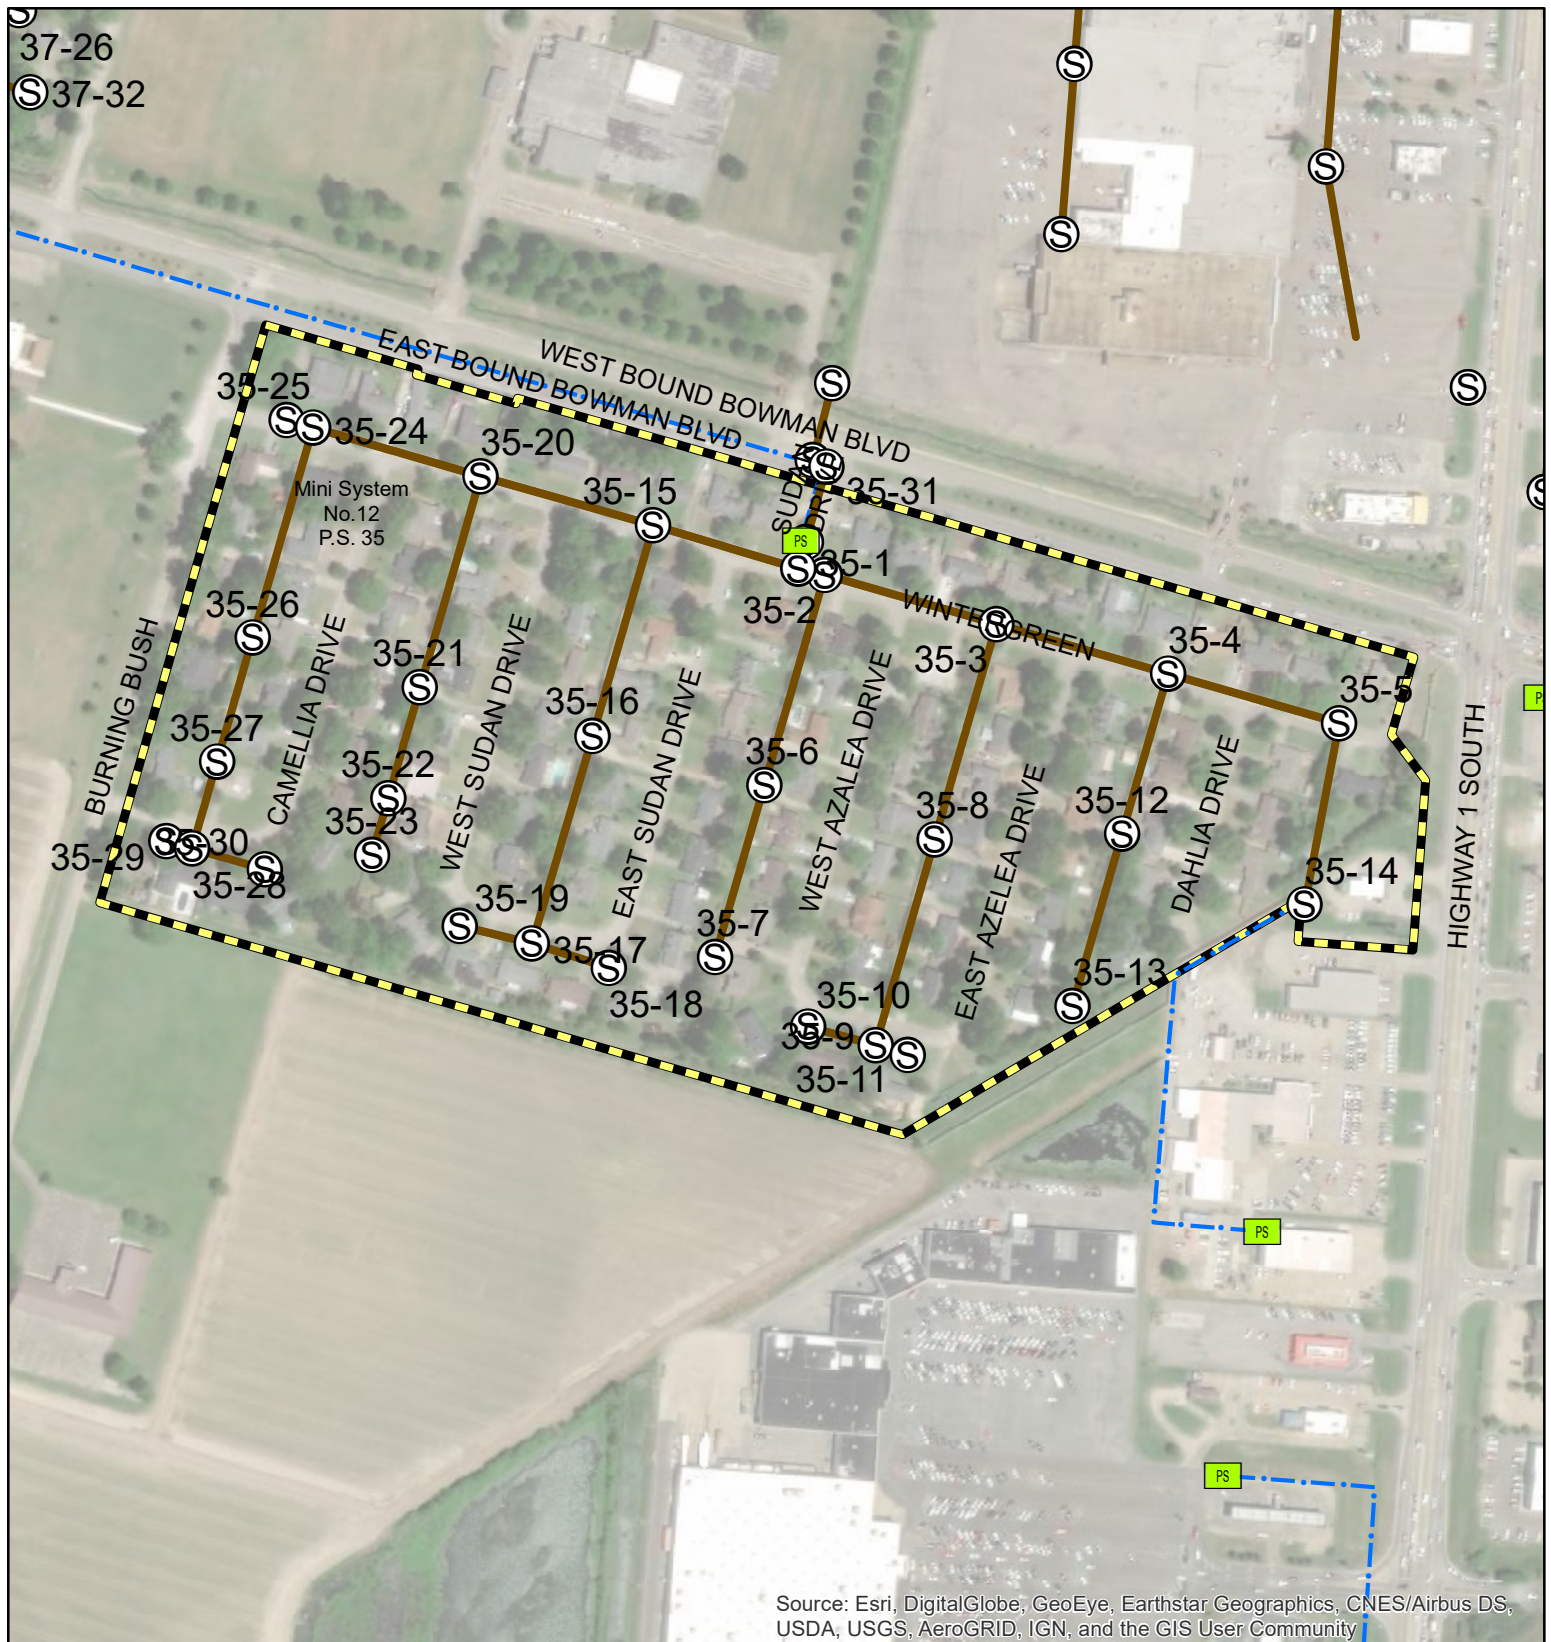 S
37-26
S 37-32
S
S
S
S
S
S
WEST BOUND BOWMAN BLVD
EAST BOUND BOWMAN BLVD
35-25
S S 35-24
35-20
S
S S
35-31
SUDAN
DRIVE
35-15
S
Mini System
No.12
P.S. 35
PS
S S 35-1
35-2
WINTERGREEN
S
35-3
35-4
S
35-5
S
PS
35-26
S
35-21
S
35-16
S
35-27
S
35-22
S
35-23
S
35-6
S
35-8
S
35-12
S
BURNING BUSH
CAMELLIA DRIVE
WEST SUDAN DRIVE
EAST SUDAN DRIVE
WEST AZALEA DRIVE
EAST AZELEA DRIVE
DAHLIA DRIVE
HIGHWAY 1 SOUTH
35-29 S S 35-30
S
35-28
35-14
S
35-19
S S 35-17
S
35-18
35-7
S
35-13
S
35-10
S
35-9 S S
35-11
PS
PS
Source: Esri, DigitalGlobe, GeoEye, Earthstar Geographics, CNES/Airbus DS,
USDA, USGS, AeroGRID, IGN, and the GIS User Community